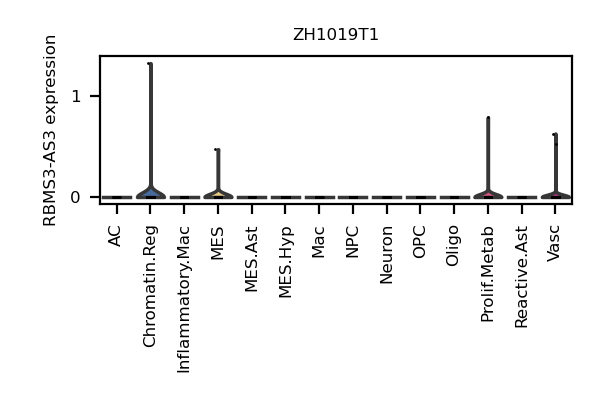 ZH1019T1
RBMS3-AS3 expression
1
0
AC
Chromatin.Reg
Inflammatory.Mac
MES
MES.Ast
MES.Hyp
Mac
NPC
Neuron
OPC
Oligo
Prolif.Metab
Reactive.Ast
Vasc